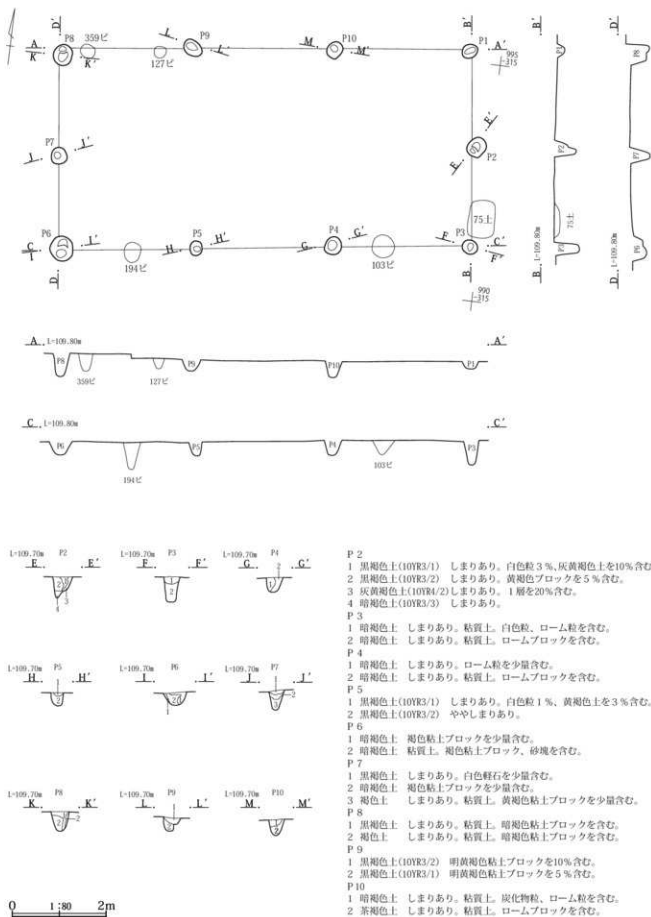 D′
B′
B′
D′
P8
359ピ
L
P9
M
P10
P1
A
K
K′
127ピ
L′
M′
A′
995
-315
P1
P8
E′
P7
J′
J
P2
E
P2
P7
75土
75土
P6
I′
P5
H′
P4
G′
F
P3
C
I
H
G
C′
F′
194ピ
103ピ
P3
P6
D
B
990
-315
B
L=109.80m
D
L=109.80m
A
L=109.80m
A′
P8
P9
P10
P1
359ピ
127ピ
C
L=109.80m
C′
P6
P5
P4
P3
194ピ
103ピ
L=109.70m P2
E E′
L=109.70m P3
F F′
L=109.70m P4
G G′
L=109.70m P5
H H′
L=109.70m P6
I I′
L=109.70m P7
J J′
L=109.70m P8
K K′
L=109.70m P9
L L′
L=109.70m P10
M M′
P 2
1 黒褐色土(10YR3/1) しまりあり。白色粒３%、灰黄褐色土を10%含む
2 黒褐色土(10YR3/2) しまりあり。黄褐色ブロックを５%含む。
3 灰黄褐色土(10YR4/2)しまりあり。１層を20%含む。
4 暗褐色土(10YR3/3) しまりあり。
P 3
1 暗褐色土 しまりあり。粘質土。白色粒、ローム粒を含む。
2 暗褐色土 しまりあり。粘質土。ロームブロックを含む。
P 4
1 暗褐色土 しまりあり。ローム粒を少量含む。
2 暗褐色土 しまりあり。粘質土。ロームブロックを含む。
P 5
1 黒褐色土(10YR3/1) しまりあり。白色粒１%、黄褐色土を３%含む。
2 黒褐色土(10YR3/2) ややしまりあり。
P 6
1 暗褐色土 褐色粘土ブロックを少量含む。
2 暗褐色土 粘質土。褐色粘土ブロック、砂塊を含む。
P 7
1 黒褐色土 しまりあり。白色軽石を少量含む。
2 暗褐色土 褐色粘土ブロックを少量含む。
3 褐色土 しまりあり。粘質土。黄褐色粘土ブロックを少量含む。
P 8
1 黒褐色土 しまりあり。粘質土。暗褐色粘土ブロックを含む。
2 褐色土 しまりあり。粘質土。暗褐色粘土ブロックを含む。
P 9
1 黒褐色土(10YR3/2) 明黄褐色粘土ブロックを10%含む。
2 黒褐色土(10YR3/1) 明黄褐色粘土ブロックを５%含む。
P10
1 暗褐色土 しまりあり。粘質土。炭化物粒、ローム粒を含む。
2 茶褐色土 しまりあり。粘質土。ロームブロックを含む。
0 1:80 2m